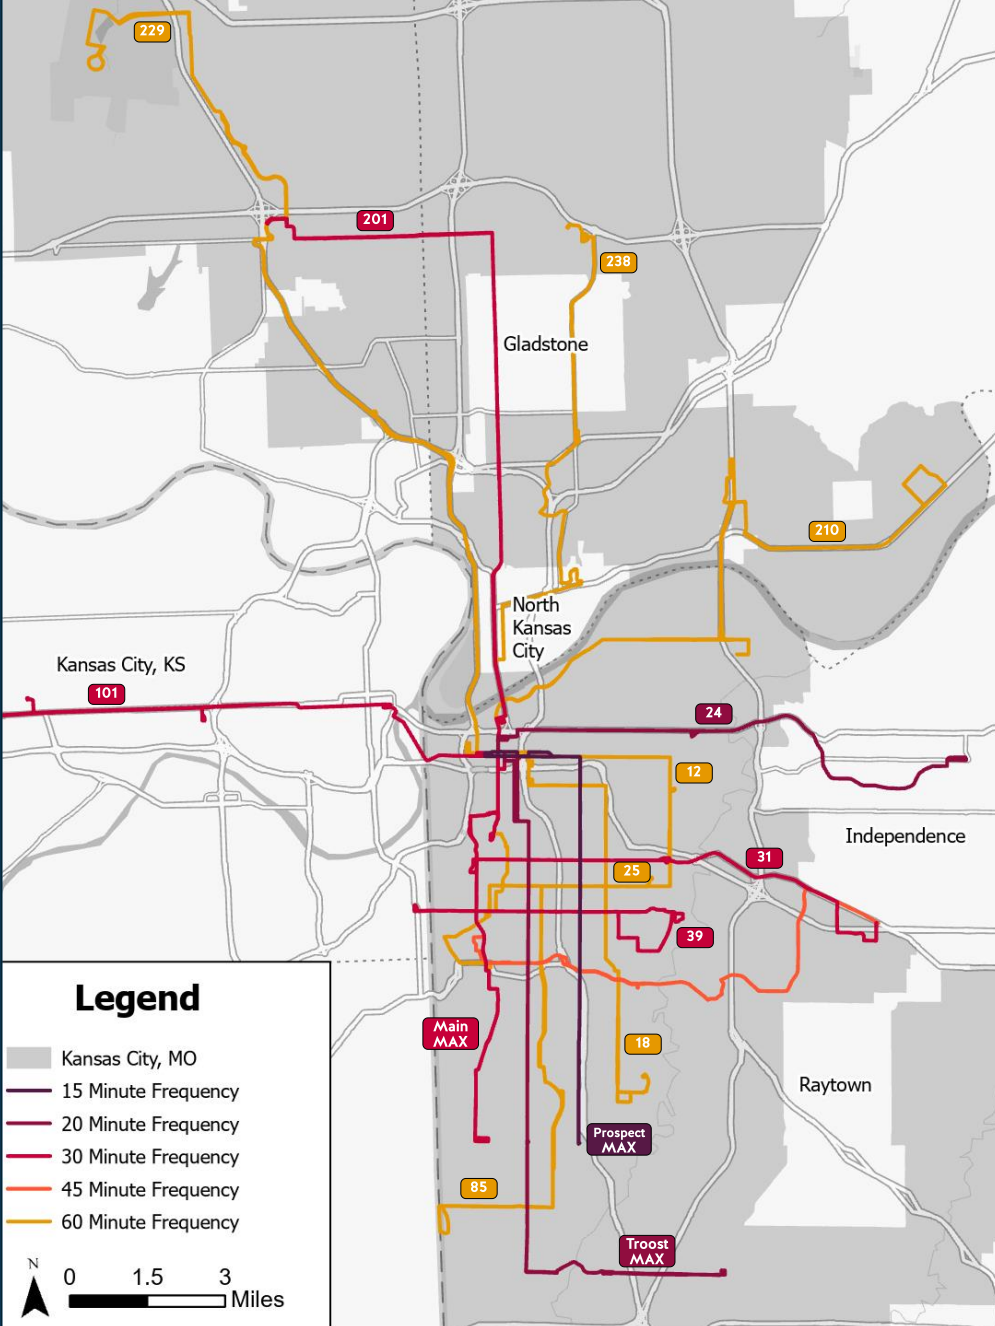 229
201
238
Gladstone
210
North
Kansas
City
Kansas City, KS
101
24
12
Independence
31
25
39
Main
MAX
18
Raytown
Prospect
MAX
85
Troost
MAX
Legend
Kansas City, MO
15 Minute Frequency
20 Minute Frequency
30 Minute Frequency
45 Minute Frequency
60 Minute Frequency
N
0 1.5 3
Miles